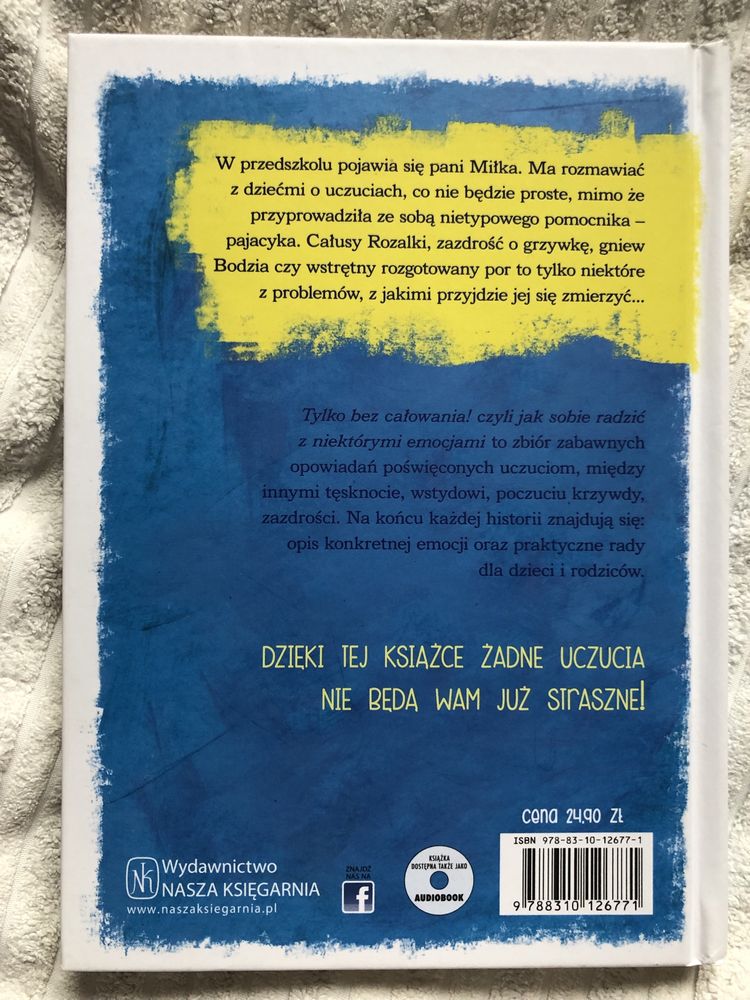 W przedszkolu pojawia się pani Miłka. Ma rozmawiać
z dziećmi o uczuciach, co nie będzie proste, mimo że
przyprowadziła ze sobą nietypowego pomocnika –
pajacyka. Całusy Rozalki, zazdrość o grzywkę, gniew
Bodzia czy wstrętny rozgotowany por to tylko niektóre
z problemów, z jakimi przyjdzie jej się zmierzyć...
Tylko bez całowania! czyli jak sobie radzić
z niektórymi emocjami to zbiór zabawnych
opowiadań poświęconych uczuciom, między
innymi tęsknocie, wstydowi, poczuciu krzywdy,
zazdrości. Na końcu każdej historii znajdują się:
opis konkretnej emocji oraz praktyczne rady
dla dzieci i rodziców.
DZIĘKI TEJ KSIĄŻCE ŻADNE UCZUCIA
NIE BĘDĄ WAM JUŻ STRASZNE!
Cena 24,90 ZŁ
ISBN 978-83-10-12677-1
9 788310 126771
NK
Wydawnictwo
NASZA KSIĘGARNIA
www.naszaksiegarnia.pl
ZNAJDŹ
NAS NA
f
KSIĄŻKA
DOSTĘPNA TAKŻE JAKO
AUDIOBOOK